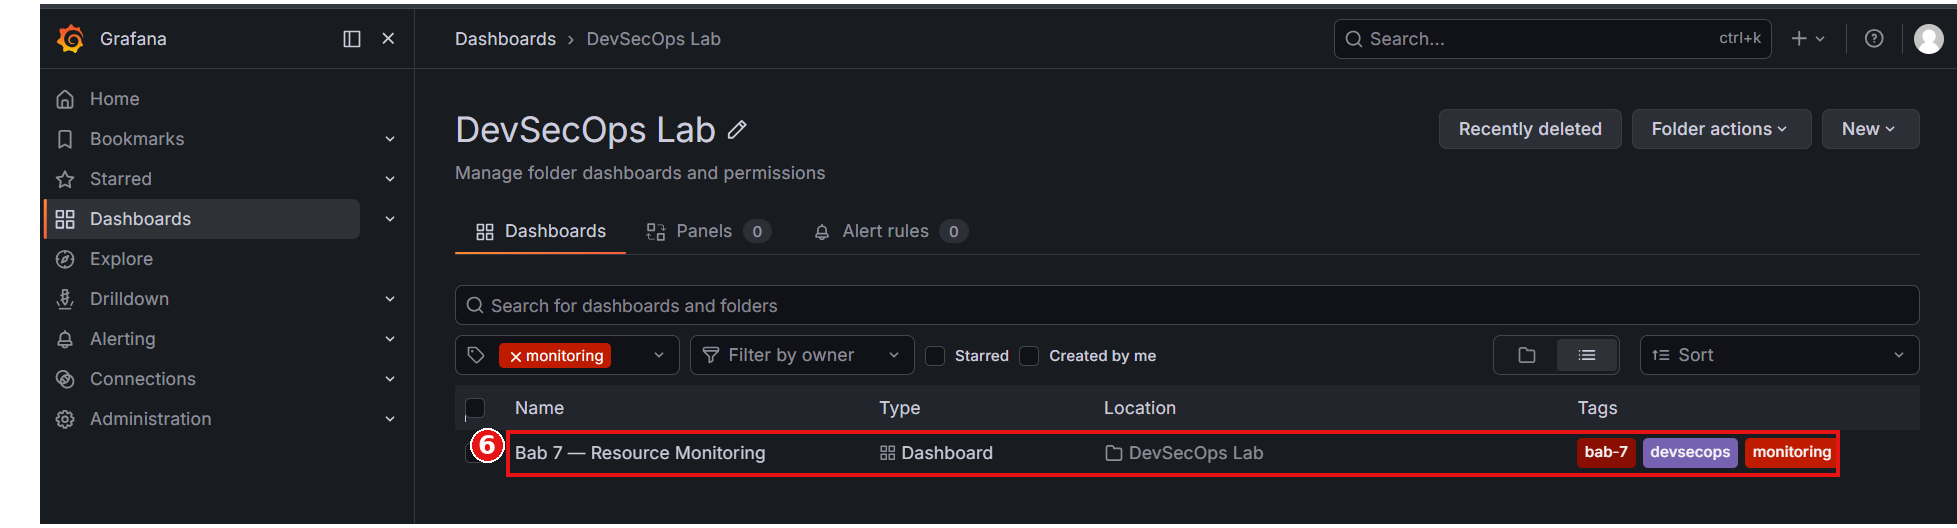 Grafana
Dashboards › DevSecOps Lab
Search... ctrl+k
Home
Bookmarks
Starred
Dashboards
Explore
Drilldown
Alerting
Connections
Administration
DevSecOps Lab
Recently deleted Folder actions New
Manage folder dashboards and permissions
Dashboards Panels 0 Alert rules 0
Search for dashboards and folders
monitoring Filter by owner Starred Created by me Sort
Name Type Location Tags
6 Bab 7 — Resource Monitoring Dashboard DevSecOps Lab bab-7 devsecops monitoring